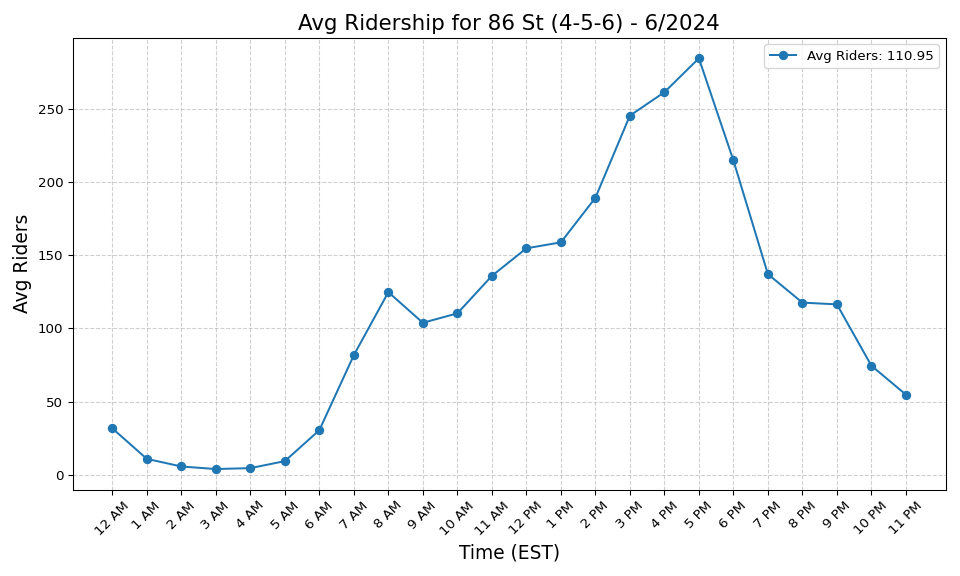 Avg Ridership for 86 St (4-5-6) - 6/2024
Avg Riders: 110.95
Avg Riders
250
200
150
100
50
0
12 AM
1 AM
2 AM
3 AM
4 AM
5 AM
6 AM
7 AM
8 AM
9 AM
10 AM
11 AM
12 PM
1 PM
2 PM
3 PM
4 PM
5 PM
6 PM
7 PM
8 PM
9 PM
10 PM
11 PM
Time (EST)